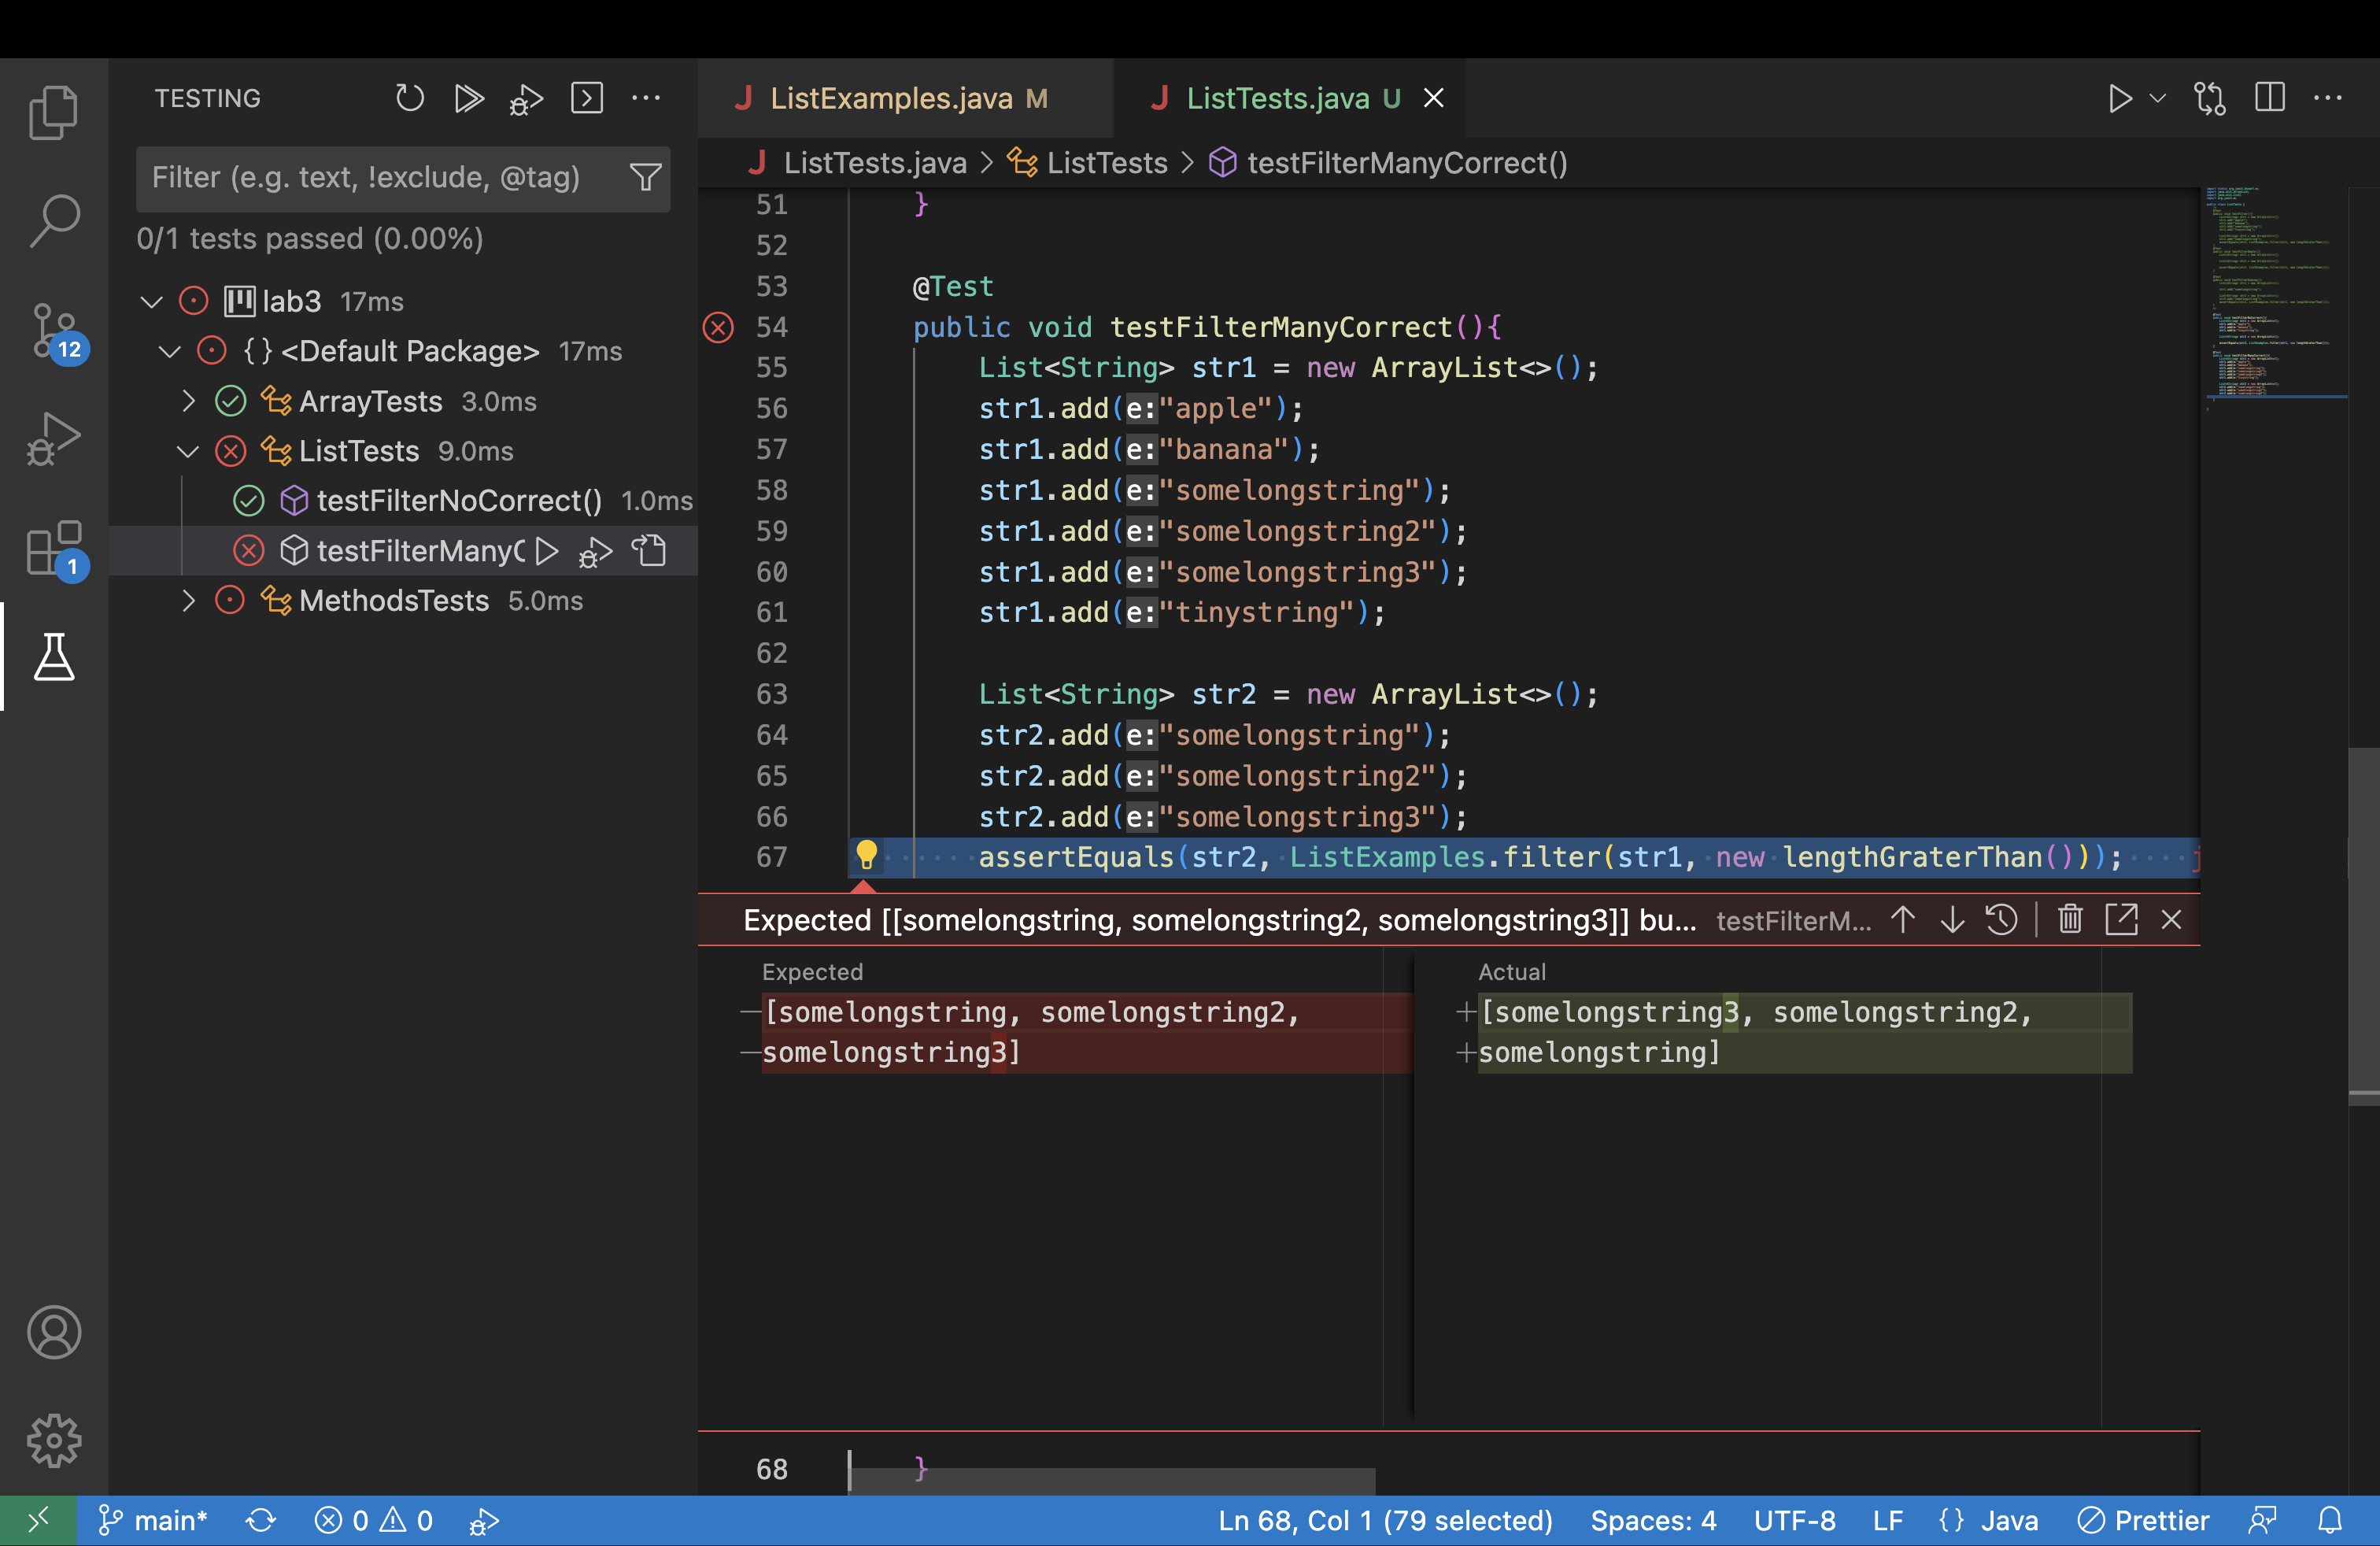 TESTING
Filter (e.g. text, !exclude, @tag)
0/1 tests passed (0.00%)
lab3 17ms
{} <Default Package> 17ms
ArrayTests 3.0ms
ListTests 9.0ms
testFilterNoCorrect() 1.0ms
testFilterManyC
MethodsTests 5.0ms
12
1
J ListExamples.java M
J ListTests.java U
J ListTests.java > ListTests > testFilterManyCorrect()
51 }
52
53 @Test
54 public void testFilterManyCorrect(){
55 List<String> str1 = new ArrayList<>();
56 str1.add(e:"apple");
57 str1.add(e:"banana");
58 str1.add(e:"somelongstring");
59 str1.add(e:"somelongstring2");
60 str1.add(e:"somelongstring3");
61 str1.add(e:"tinystring");
62
63 List<String> str2 = new ArrayList<>();
64 str2.add(e:"somelongstring");
65 str2.add(e:"somelongstring2");
66 str2.add(e:"somelongstring3");
67 assertEquals(str2, ListExamples.filter(str1, new lengthGraterThan()));
Expected [[somelongstring, somelongstring2, somelongstring3]] bu... testFilterM...
Expected
[somelongstring, somelongstring2,
somelongstring3]
Actual
[somelongstring3, somelongstring2,
somelongstring]
68 }
main* 0 0 Ln 68, Col 1 (79 selected) Spaces: 4 UTF-8 LF {} Java Prettier